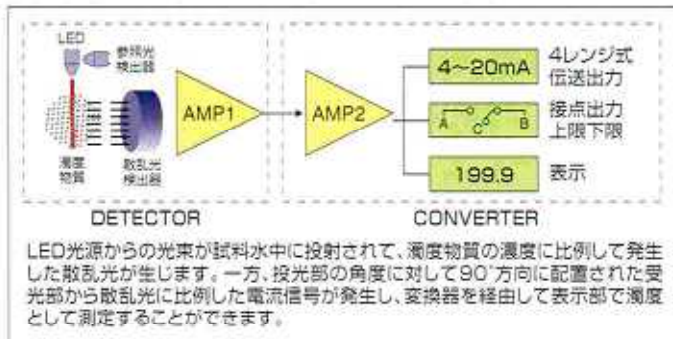 LED
参照光
検出器
濁度
物質
散乱光
検出器
AMP1
AMP2
4〜20mA
4レンジ式
伝送出力
A C B
接点出力
上限下限
199.9
表示
DETECTOR
CONVERTER
LED光源からの光束が試料水中に投射されて、濁度物質の濃度に比例して発生
した散乱光が生じます。一方、投光部の角度に対して90°方向に配置された受
光部から散乱光に比例した電流信号が発生し、変換器を経由して表示部で濁度
として測定することができます。